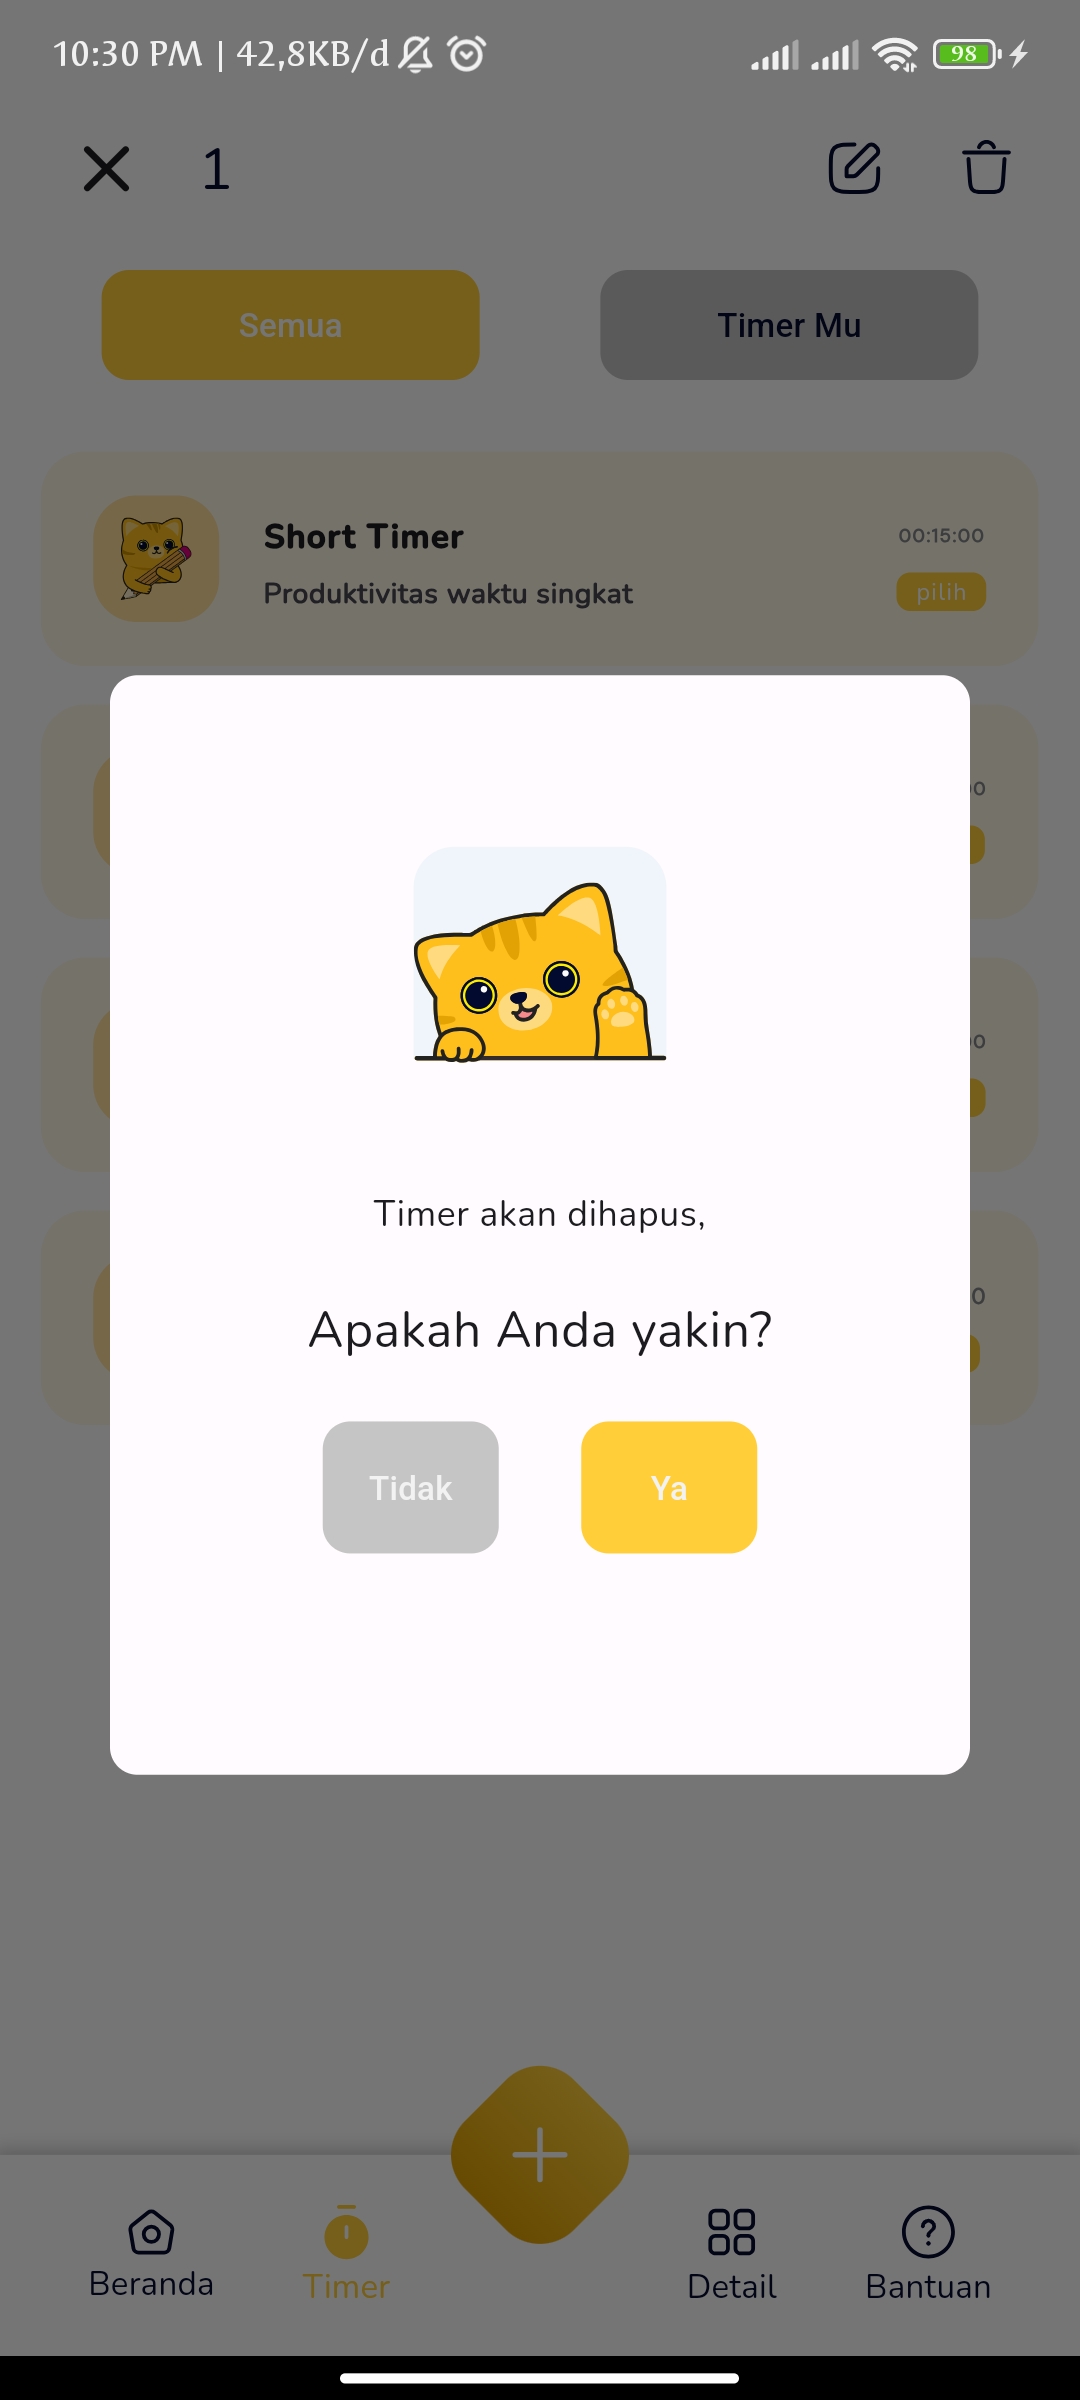 10:30 PM | 42,8KB/d
98
1
Semua
Timer Mu
Short Timer
00:15:00
Produktivitas waktu singkat
pilih
Timer akan dihapus,
Apakah Anda yakin?
Tidak
Ya
Beranda
Timer
Detail
Bantuan